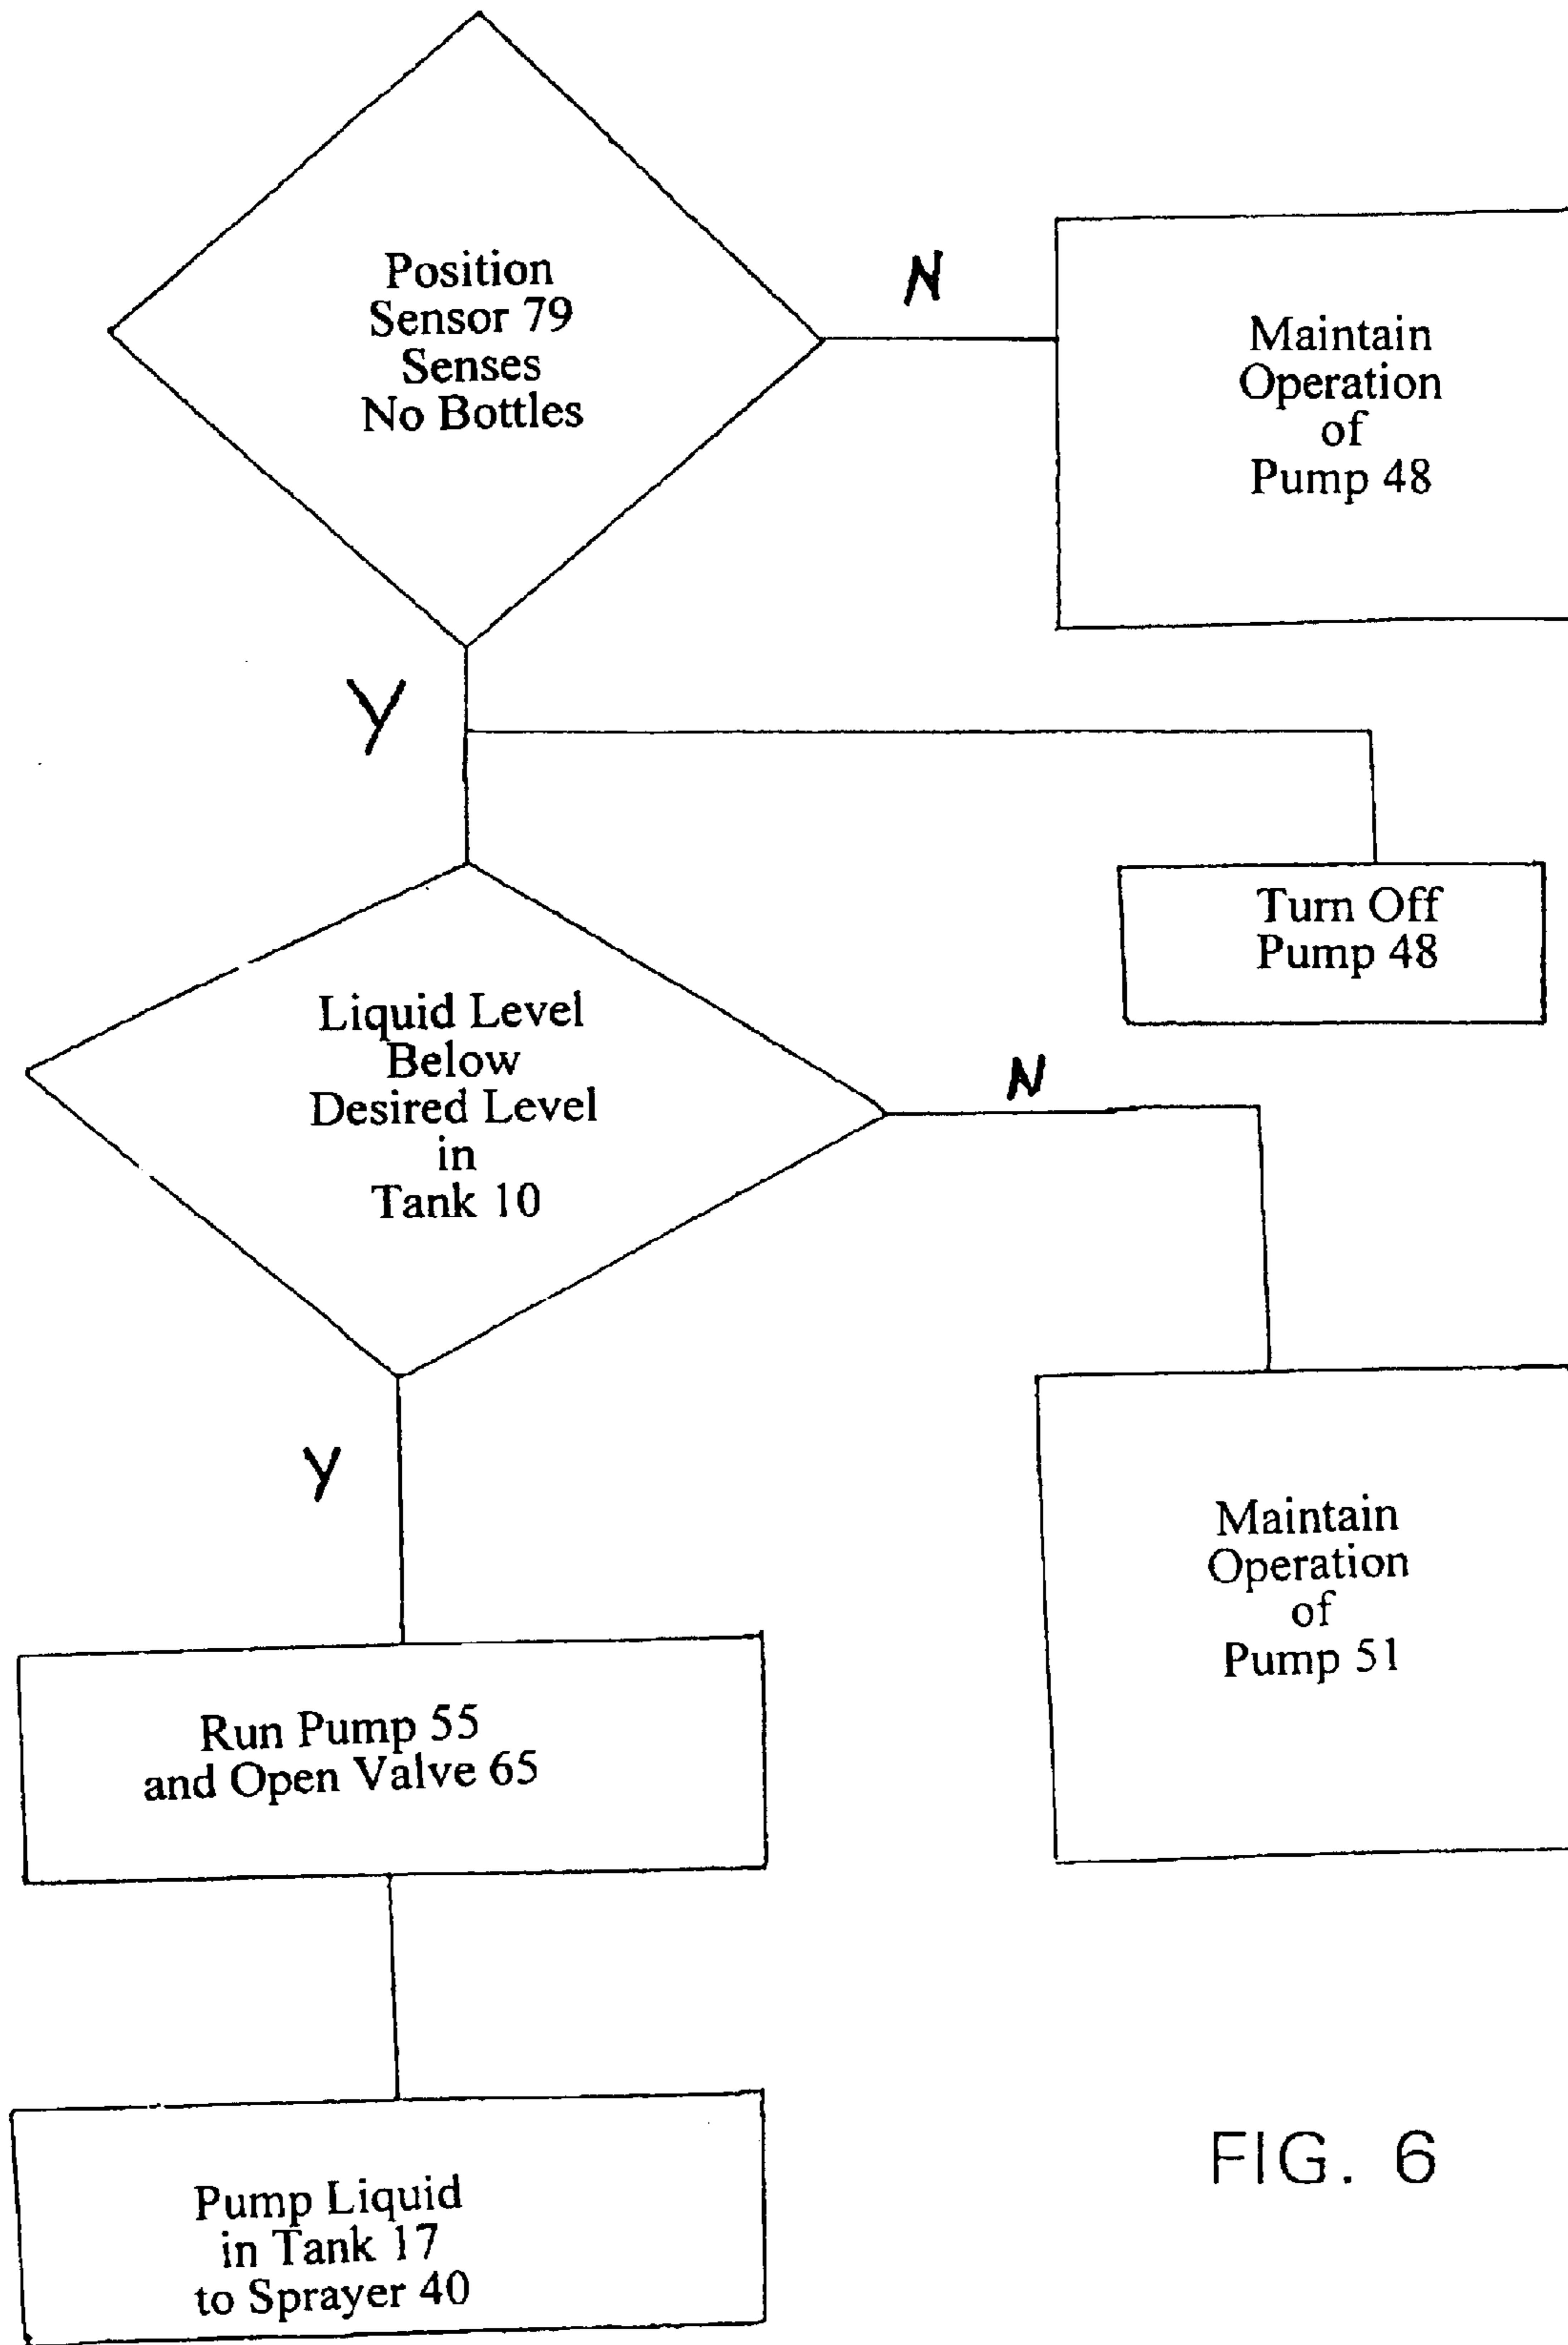 Position
Sensor 79
Senses
No Bottles
N
Maintain
Operation
of
Pump 48
Y
Turn Off
Pump 48
Liquid Level
Below
Desired Level
in
Tank 10
N
Y
Maintain
Operation
of
Pump 51
Run Pump 55
and Open Valve 65
Pump Liquid
in Tank 17
to Sprayer 40
FIG. 6